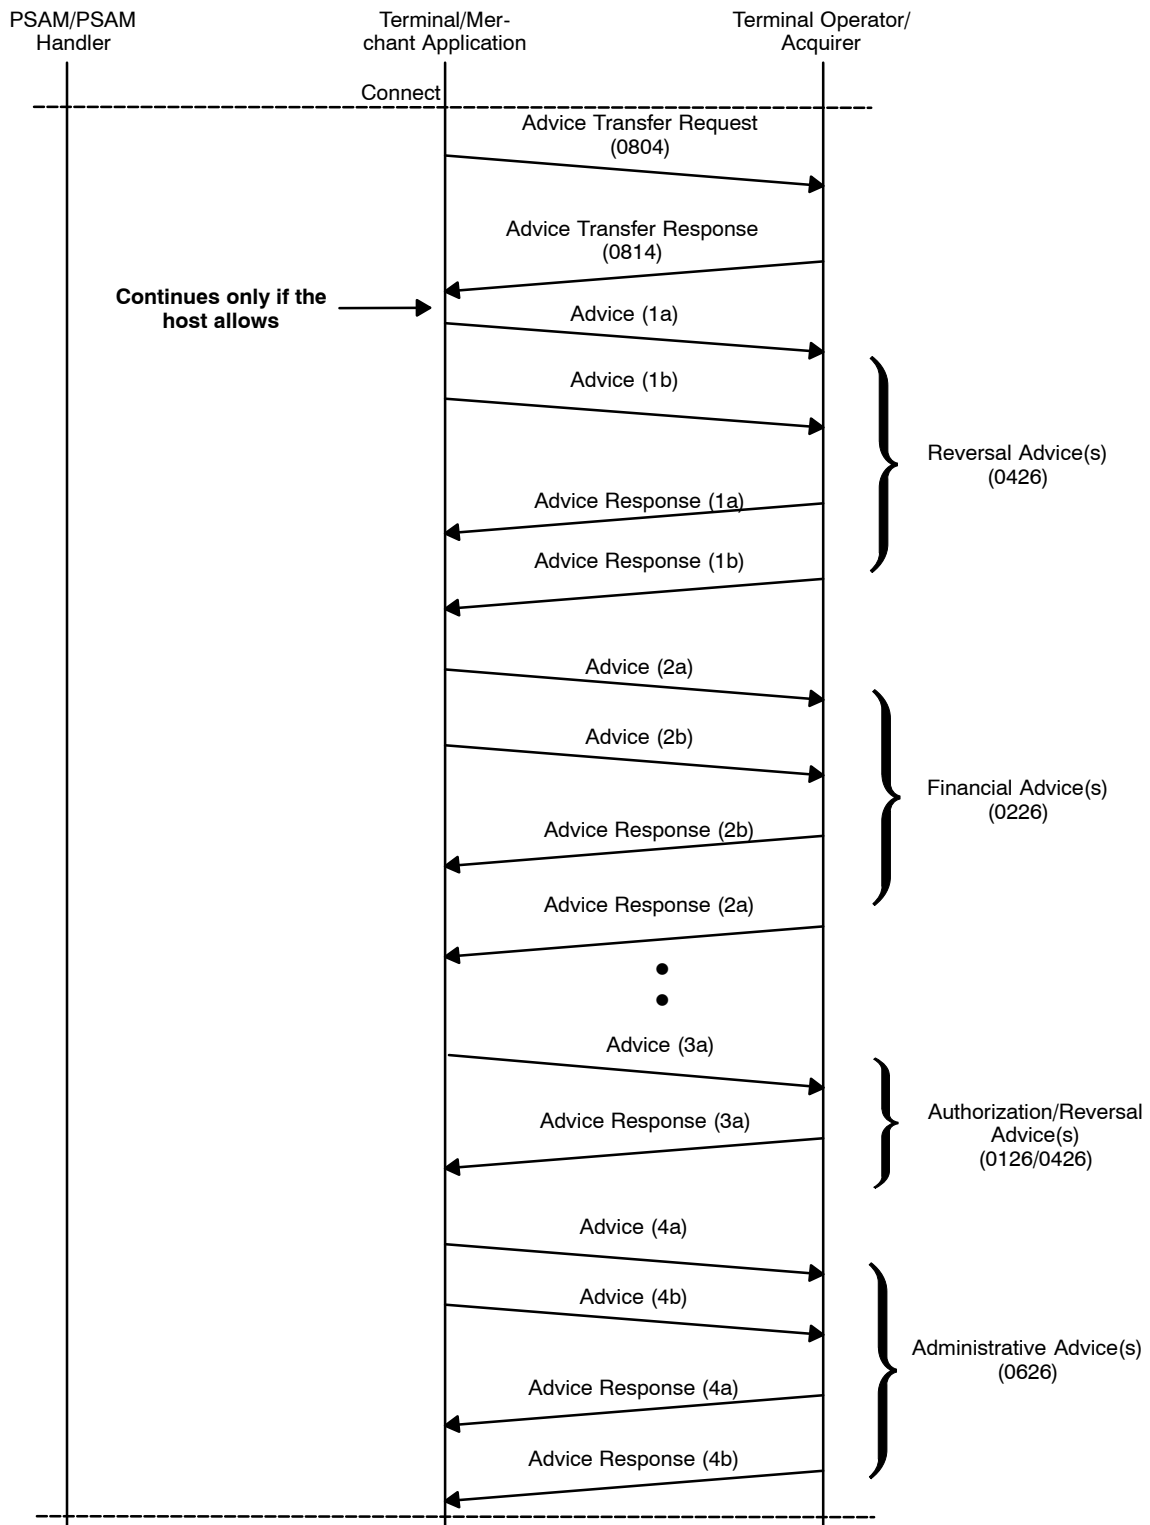 PSAM/PSAM
Handler
Terminal/Mer-
chant Application
Terminal Operator/
Acquirer
Connect
Advice Transfer Request
(0804)
Advice Transfer Response
(0814)
Continues only if the
host allows
Advice (1a)
Advice (1b)
Reversal Advice(s)
(0426)
Advice Response (1a)
Advice Response (1b)
Advice (2a)
Advice (2b)
Financial Advice(s)
(0226)
Advice Response (2b)
Advice Response (2a)
Advice (3a)
Advice Response (3a)
Authorization/Reversal
Advice(s)
(0126/0426)
Advice (4a)
Advice (4b)
Administrative Advice(s)
(0626)
Advice Response (4a)
Advice Response (4b)